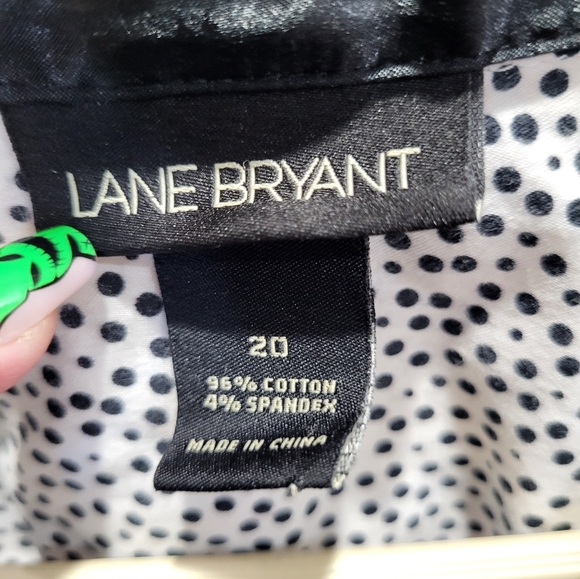 LANE BRYANT
20
96% COTTON
4% SPANDEX
MADE IN CHINA